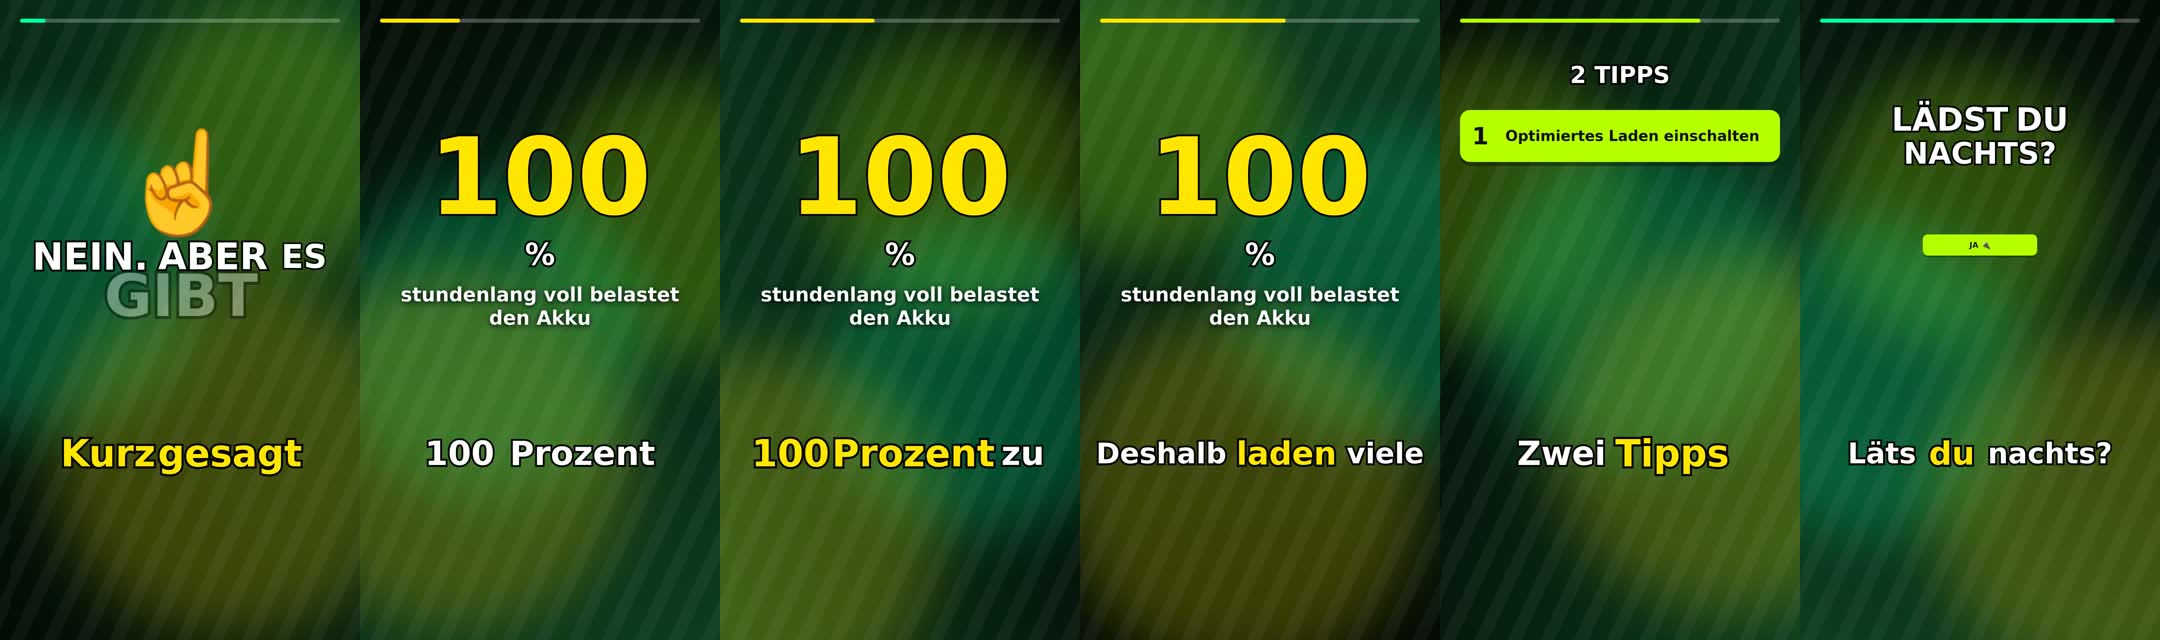 NEIN. ABER ES
GIBT
Kurzgesagt
100
%
stundenlang voll belastet
den Akku
100 Prozent
100
%
stundenlang voll belastet
den Akku
100 Prozent zu
100
%
stundenlang voll belastet
den Akku
Deshalb laden viele
2 TIPPS
1 Optimiertes Laden einschalten
Zwei Tipps
LÄDST DU
NACHTS?
JA
Läts du nachts?